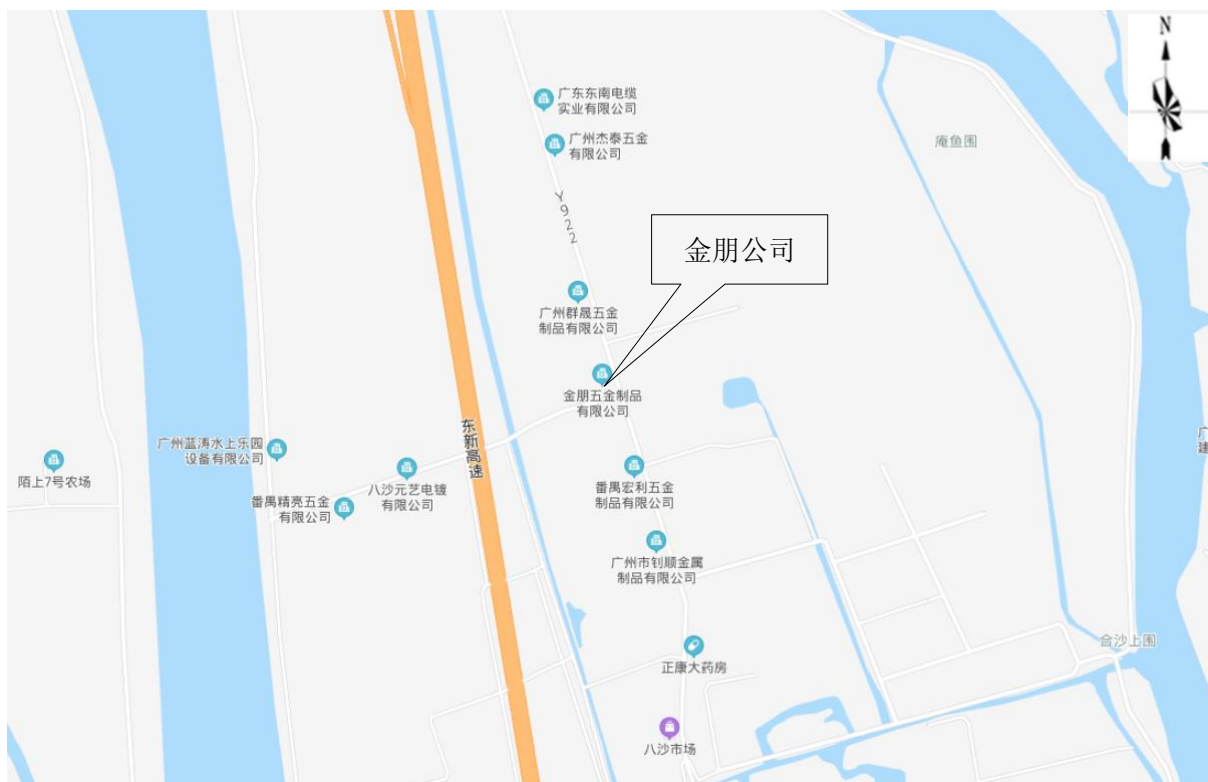 N
广东东南电缆
实业有限公司
广州杰泰五金
有限公司
庵鱼围
Y922
金朋公司
广州群晟五金
制品有限公司
金朋五金制品
有限公司
东新高速
广州蓝涛水上乐园
设备有限公司
陌上7号农场
八沙元艺电镀
有限公司
番禺精亮五金
有限公司
番禺宏利五金
制品有限公司
广州市钊顺金属
制品有限公司
广
建
合沙上围
正康大药房
八沙市场